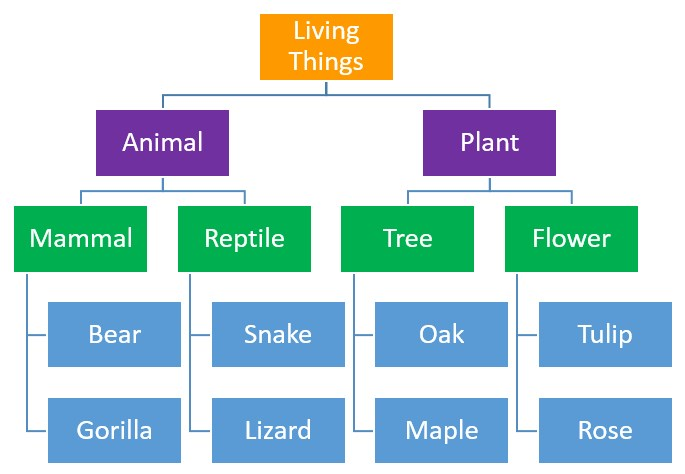 Living
Things
Animal
Plant
Mammal
Reptile
Tree
Flower
Bear
Snake
Oak
Tulip
Gorilla
Lizard
Maple
Rose